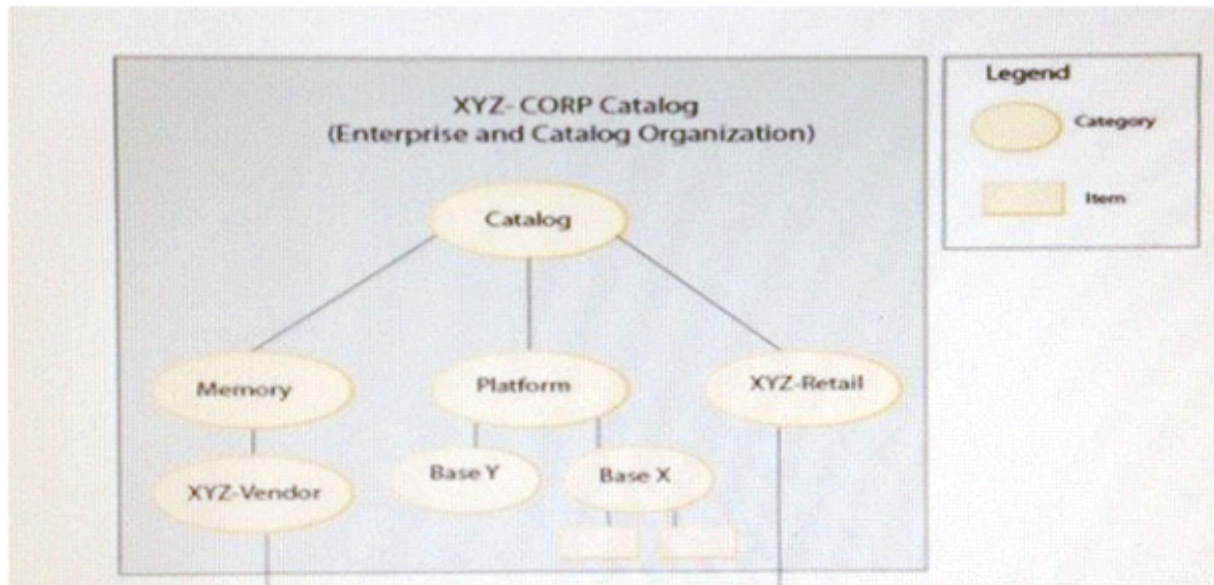 XYZ- CORP Catalog
(Enterprise and Catalog Organization)
Catalog
Memory
Platform
XYZ-Retail
XYZ-Vendor
Base Y
Base X
Legend
Category
Item